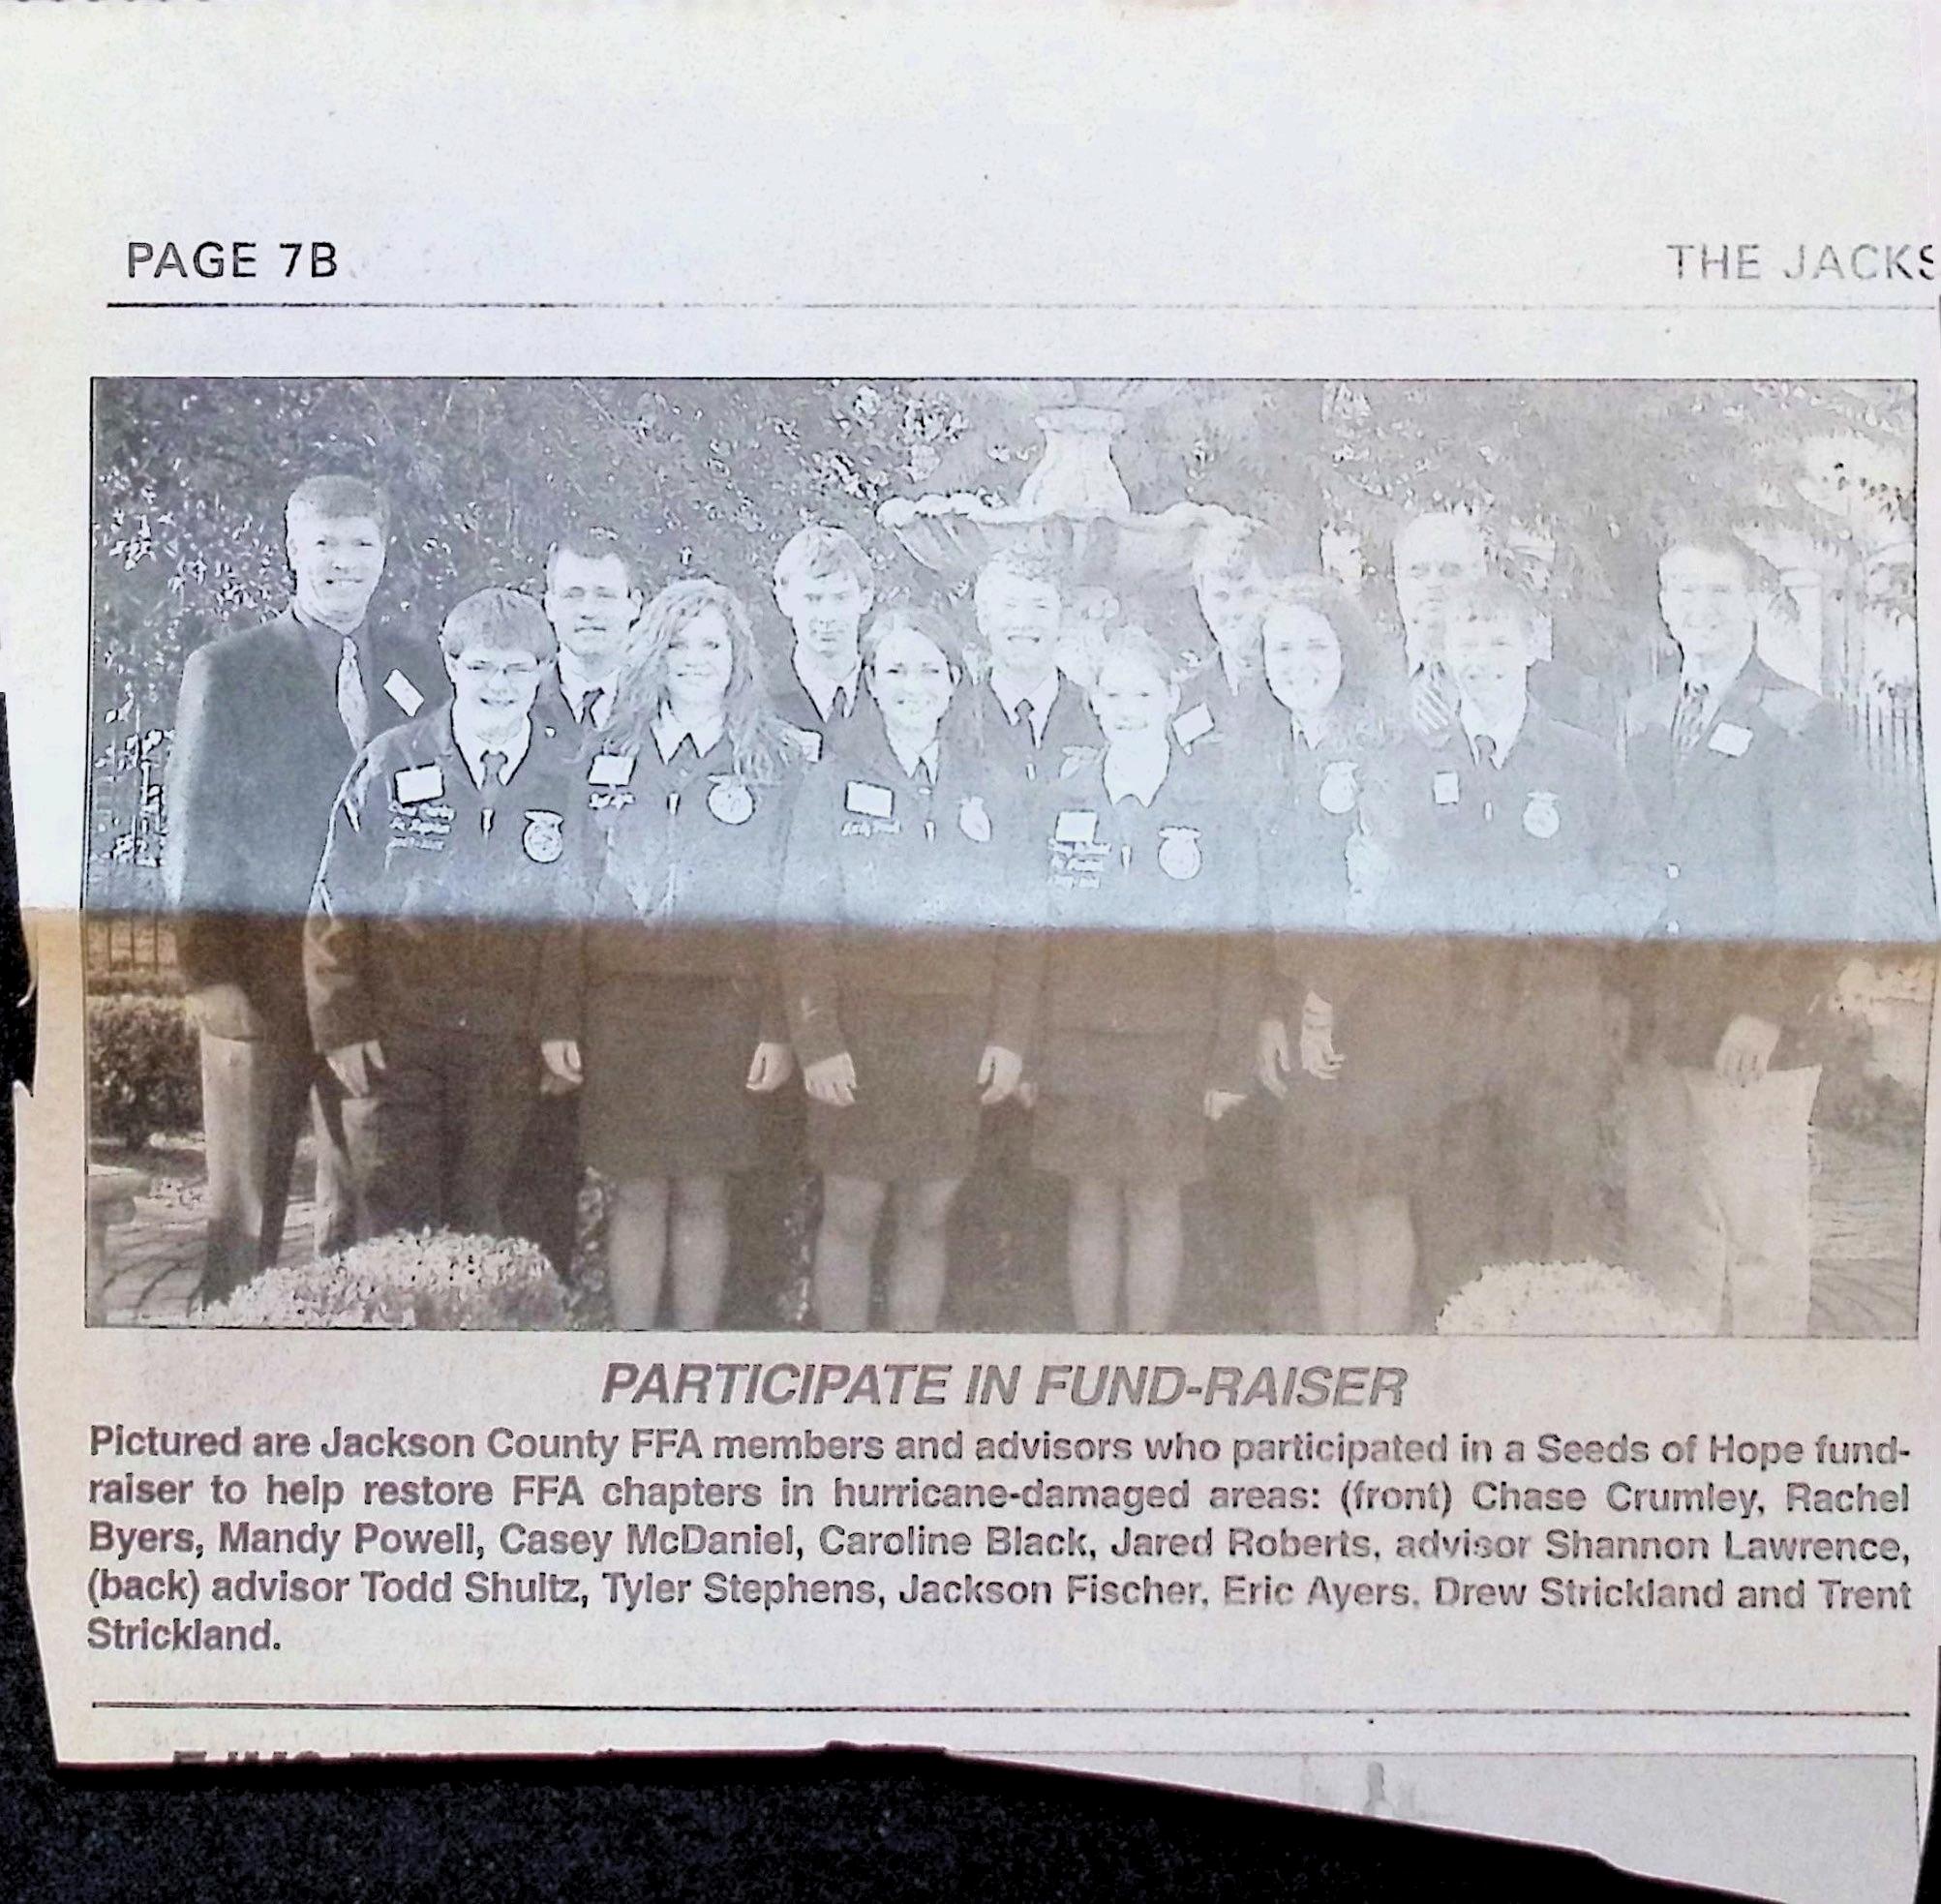 PAGE 7B
THE JACKS
PARTICIPATE IN FUND-RAISER
Pictured are Jackson County FFA members and advisors who participated in a Seeds of Hope fund-
raiser to help restore FFA chapters in hurricane-damaged areas: (front) Chase Crumley, Rachel
Byers, Mandy Powell, Casey McDaniel, Caroline Black, Jared Roberts, advisor Shannon Lawrence,
(back) advisor Todd Shultz, Tyler Stephens, Jackson Fischer, Eric Ayers, Drew Strickland and Trent
Strickland.